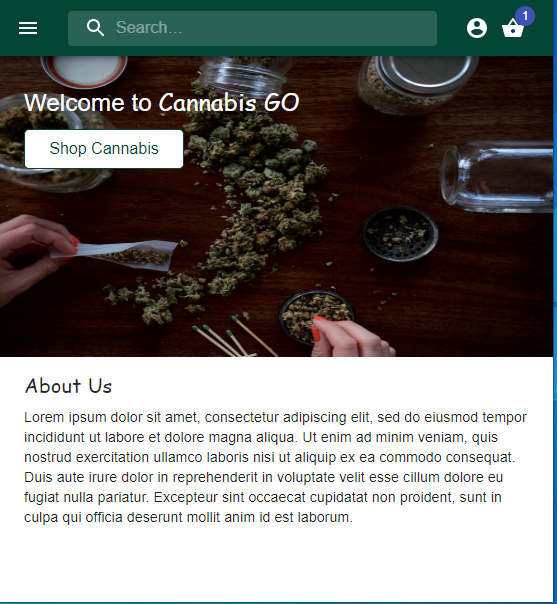 Search...
1
Welcome to Cannabis GO
Shop Cannabis
About Us
Lorem ipsum dolor sit amet, consectetur adipiscing elit, sed do eiusmod tempor
incididunt ut labore et dolore magna aliqua. Ut enim ad minim veniam, quis
nostrud exercitation ullamco laboris nisi ut aliquip ex ea commodo consequat.
Duis aute irure dolor in reprehenderit in voluptate velit esse cillum dolore eu
fugiat nulla pariatur. Excepteur sint occaecat cupidatat non proident, sunt in
culpa qui officia deserunt mollit anim id est laborum.